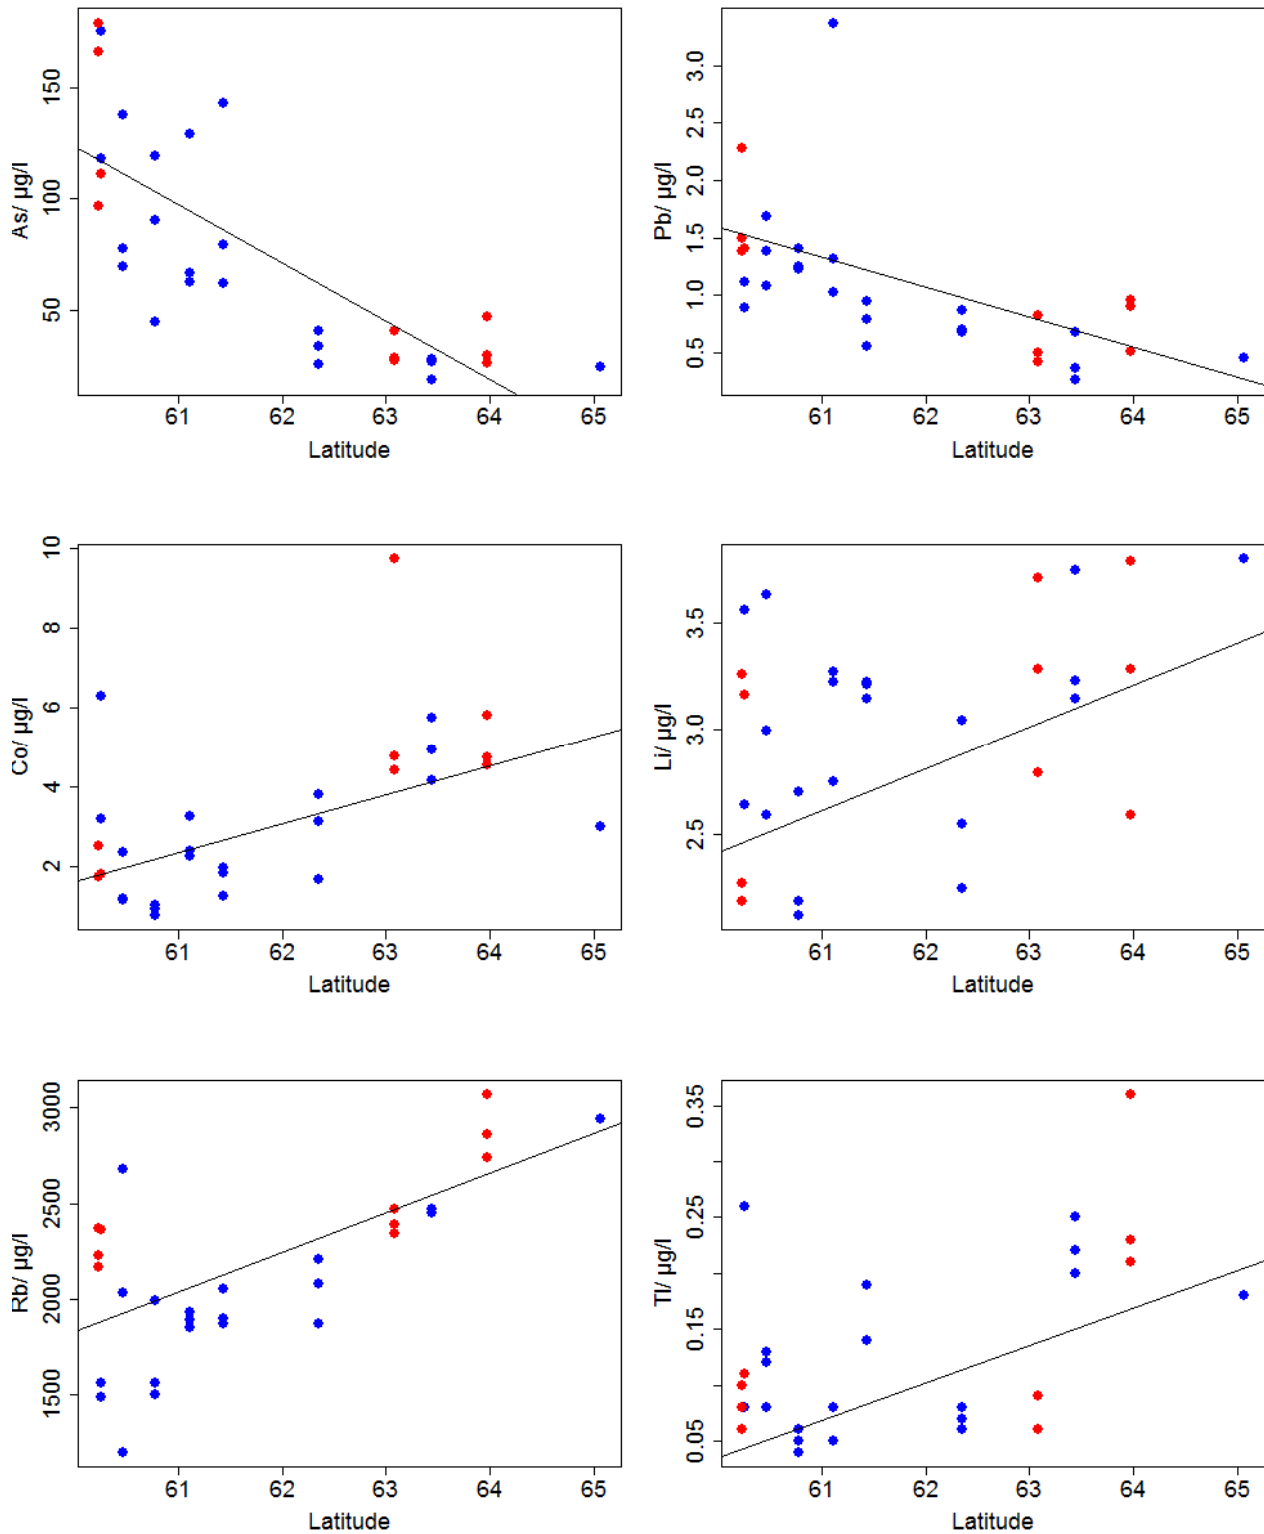 As/ µg/l
50
100
150
61 62 63 64 65
Latitude
Pb/ µg/l
0.5 1.0 1.5 2.0 2.5 3.0
61 62 63 64 65
Latitude
Co/ µg/l
2 4 6 8 10
61 62 63 64 65
Latitude
Li/ µg/l
2.5 3.0 3.5
61 62 63 64 65
Latitude
Rb/ µg/l
1500 2000 2500 3000
61 62 63 64 65
Latitude
Tl/ µg/l
0.05 0.15 0.25 0.35
61 62 63 64 65
Latitude